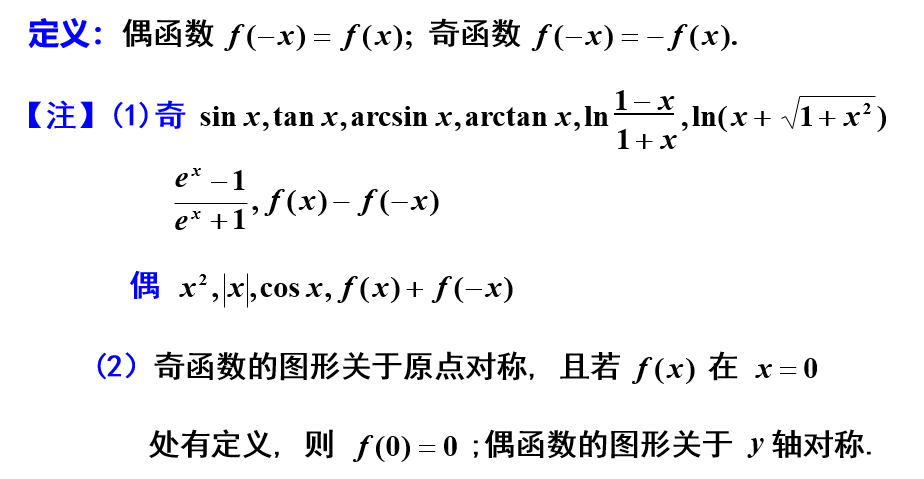 定义：偶函数 f(−x) = f(x); 奇函数 f(−x) = −f(x).
【注】(1) 奇 sin x, tan x, arcsin x, arctan x, ln \frac{1−x}{1+x}, ln(x + \sqrt{1+x^2})
\frac{e^x −1}{e^x +1}, f(x) − f(−x)
偶 x^2, |x|, cos x, f(x) + f(−x)
(2) 奇函数的图形关于原点对称, 且若 f(x) 在 x = 0
处有定义, 则 f(0) = 0 ;偶函数的图形关于 y 轴对称.